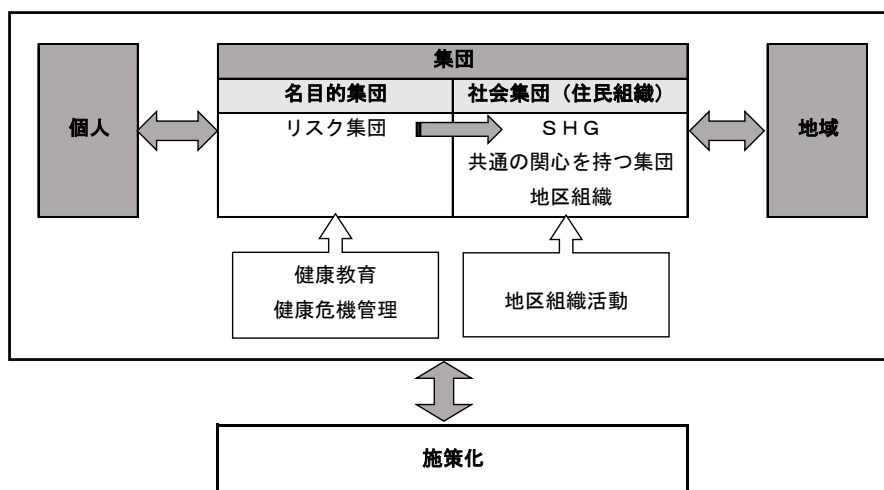 集団
名目的集団
社会集団（住民組織）
個人
リスク集団
ＳＨＧ
共通の関心を持つ集団
地区組織
地域
健康教育
健康危機管理
地区組織活動
施策化